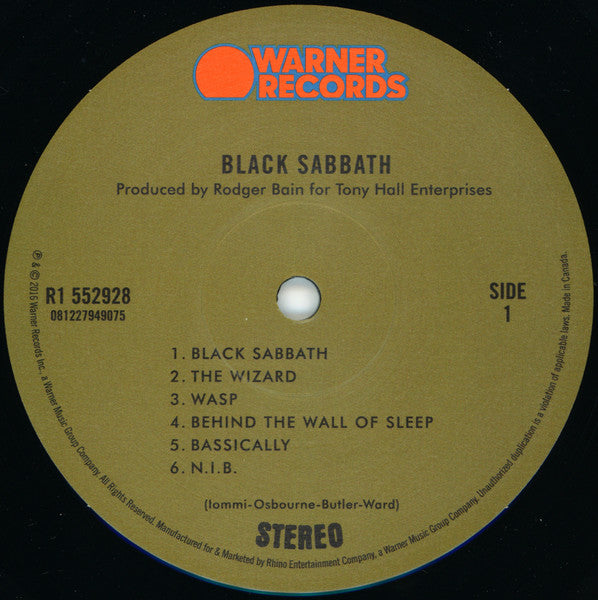 WARNER
RECORDS
BLACK SABBATH
Produced by Rodger Bain for Tony Hall Enterprises
R1 552928
081227949075
SIDE
1
1. BLACK SABBATH
2. THE WIZARD
3. WASP
4. BEHIND THE WALL OF SLEEP
5. BASSICALLY
6. N.I.B.
(Iommi-Osbourne-Butler-Ward)
STEREO
℗ & © 2016 Warner Records Inc., a Warner Music Group Company. All Rights Reserved. Manufactured for & Marketed by Rhino Entertainment Company, a Warner Music Group Company. Unauthorized duplication is a violation of applicable laws. Made in Canada.